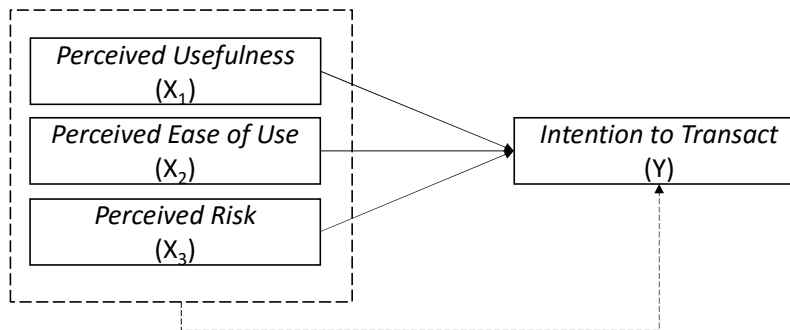 Perceived Usefulness
(X₁)
Perceived Ease of Use
(X₂)
Perceived Risk
(X₃)
Intention to Transact
(Y)